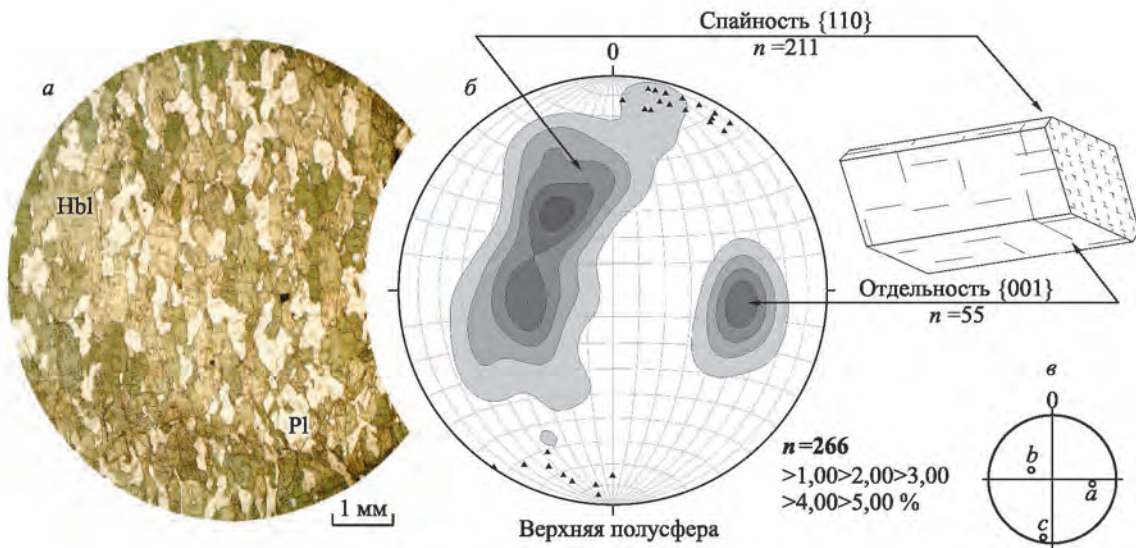 Спайность {110}
n =211
а
б
0
Hbl
Pl
1 мм
Отдельность {001}
n =55
в
0
b
a
c
n=266
>1,00>2,00>3,00
>4,00>5,00 %
Верхняя полусфера